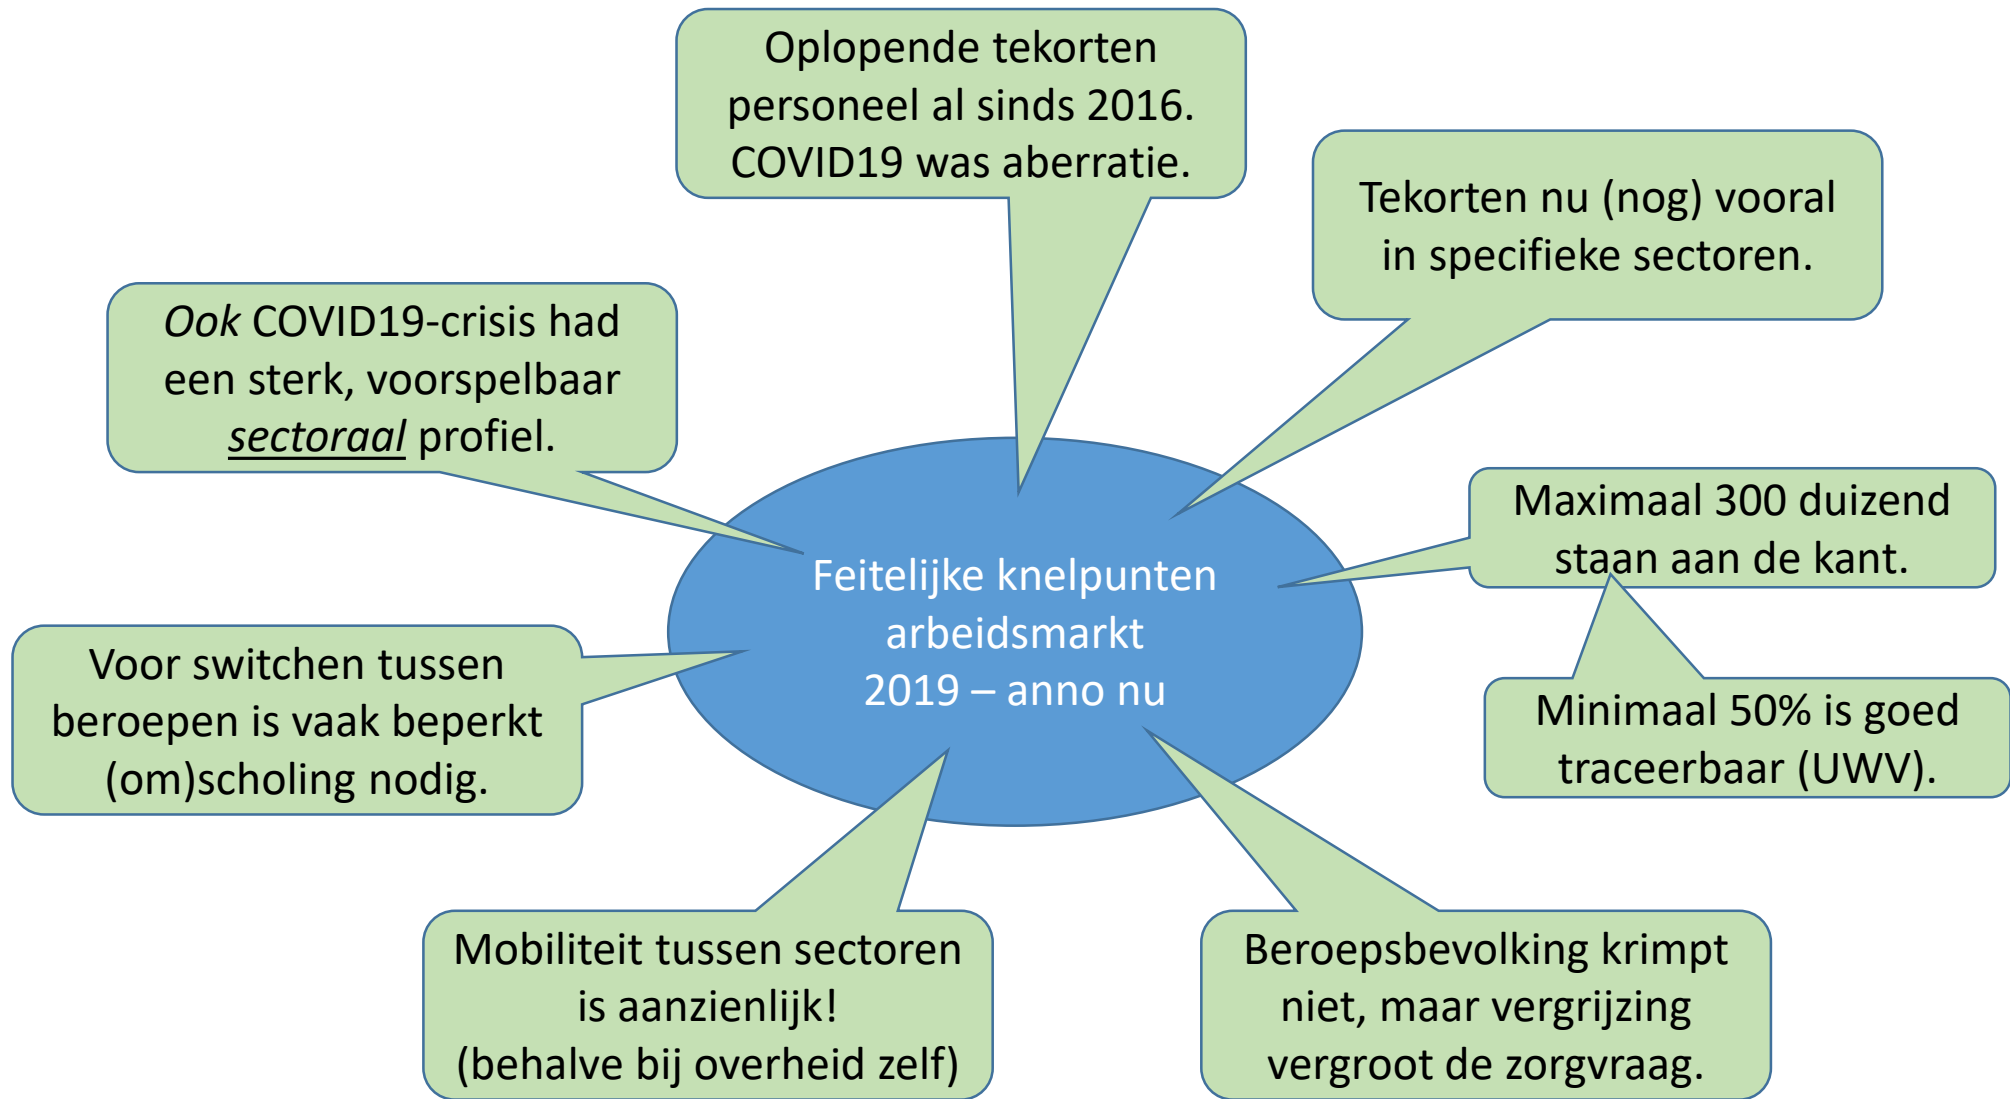 Oplopende tekorten
personeel al sinds 2016.
COVID19 was aberratie.
Tekorten nu (nog) vooral
in specifieke sectoren.
Ook COVID19-crisis had
een sterk, voorspelbaar
sectoraal profiel.
Maximaal 300 duizend
staan aan de kant.
Feitelijke knelpunten
arbeidsmarkt
2019 – anno nu
Voor switchen tussen
beroepen is vaak beperkt
(om)scholing nodig.
Minimaal 50% is goed
traceerbaar (UWV).
Mobiliteit tussen sectoren
is aanzienlijk!
(behalve bij overheid zelf)
Beroepsbevolking krimpt
niet, maar vergrijzing
vergroot de zorgvraag.